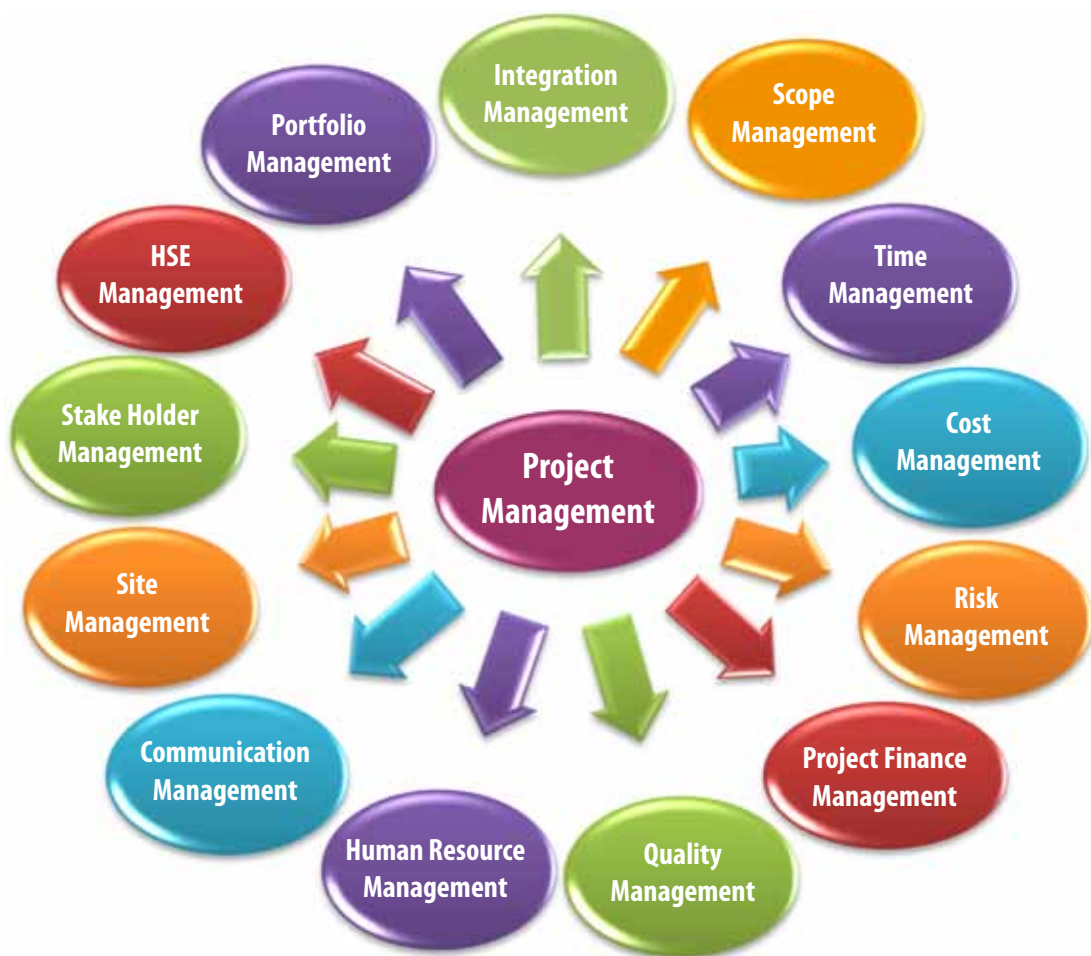 Integration
Management
Scope
Management
Time
Management
Cost
Management
Risk
Management
Project Finance
Management
Quality
Management
Human Resource
Management
Communication
Management
Site
Management
Stake Holder
Management
HSE
Management
Portfolio
Management
Project
Management